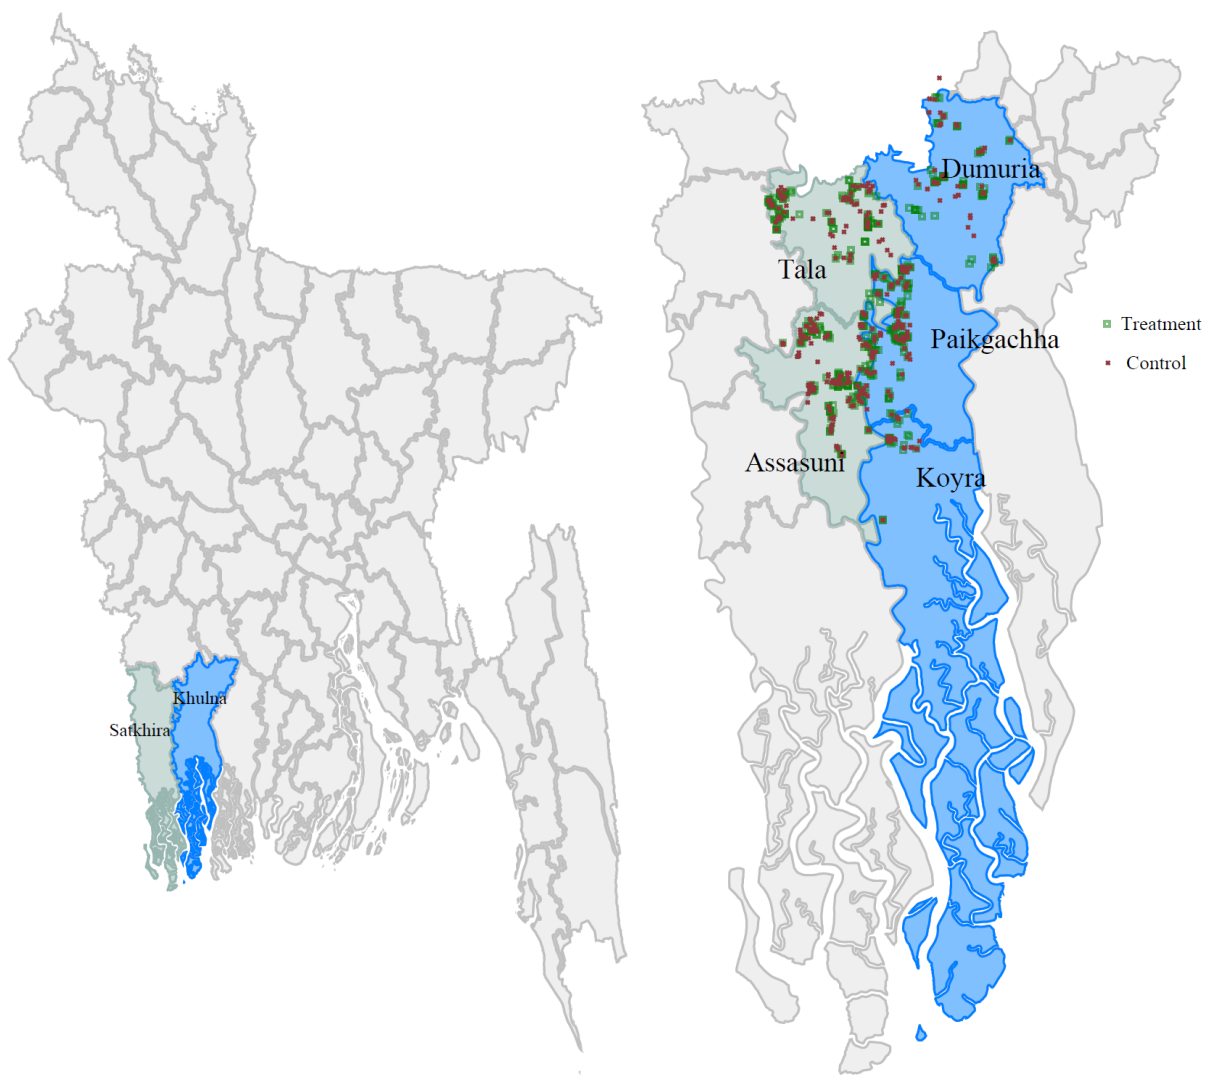 Khulna
Satkhira
Dumuria
Tala
Paikgachha
Assasuni
Koyra
Treatment
Control